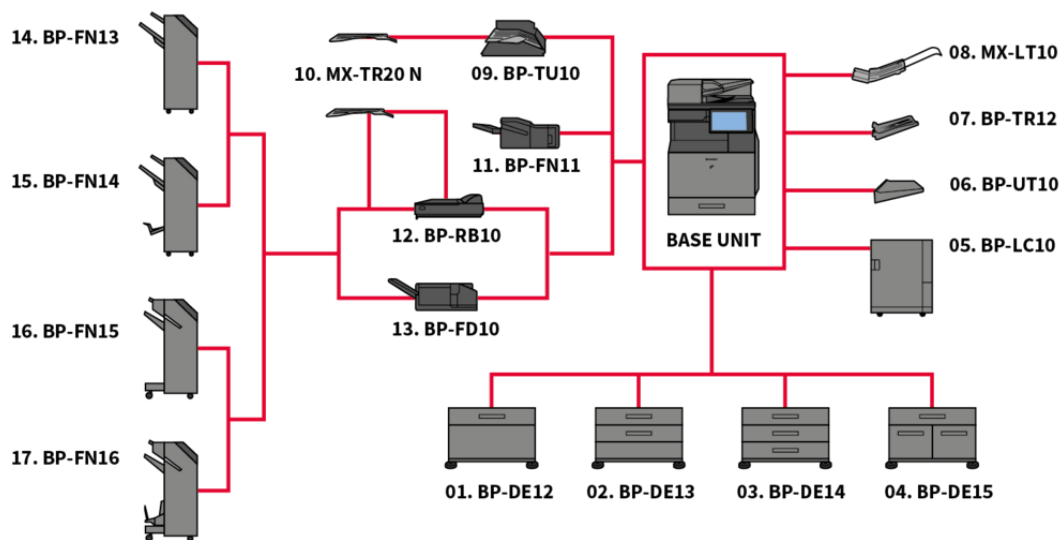 14. BP-FN13
10. MX-TR20 N
09. BP-TU10
08. MX-LT10
07. BP-TR12
11. BP-FN11
15. BP-FN14
06. BP-UT10
12. BP-RB10
BASE UNIT
05. BP-LC10
16. BP-FN15
13. BP-FD10
17. BP-FN16
01. BP-DE12
02. BP-DE13
03. BP-DE14
04. BP-DE15